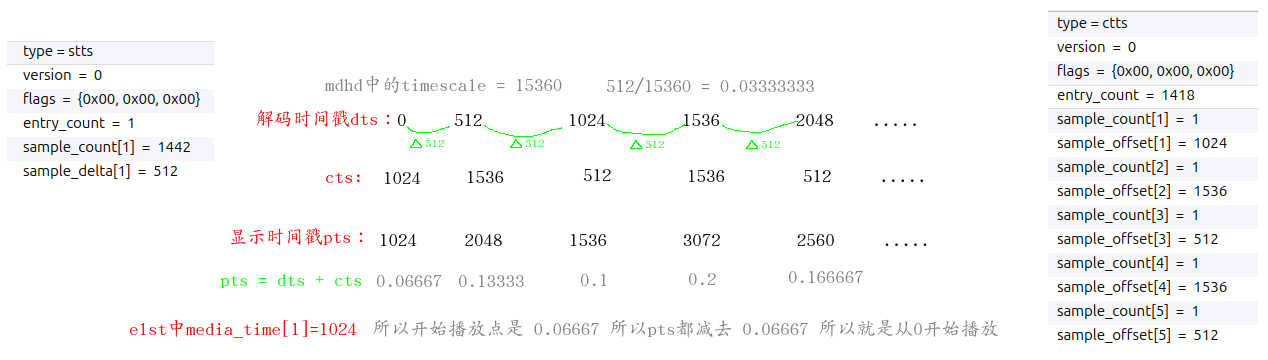 type = stts
version = 0
flags = {0x00, 0x00, 0x00}
entry_count = 1
sample_count[1] = 1442
sample_delta[1] = 512
mdhd中的timescale = 15360 512/15360 = 0.03333333
解码时间戳dts： 0 512 1024 1536 2048 .....
△512 △512 △512 △512
cts: 1024 1536 512 1536 512 .....
显示时间戳pts： 1024 2048 1536 3072 2560 .....
pts = dts + cts 0.06667 0.13333 0.1 0.2 0.166667
elst中media_time[1]=1024 所以开始播放点是 0.06667 所以pts都减去 0.06667 所以就是从0开始播放
type = ctts
version = 0
flags = {0x00, 0x00, 0x00}
entry_count = 1418
sample_count[1] = 1
sample_offset[1] = 1024
sample_count[2] = 1
sample_offset[2] = 1536
sample_count[3] = 1
sample_offset[3] = 512
sample_count[4] = 1
sample_offset[4] = 1536
sample_count[5] = 1
sample_offset[5] = 512